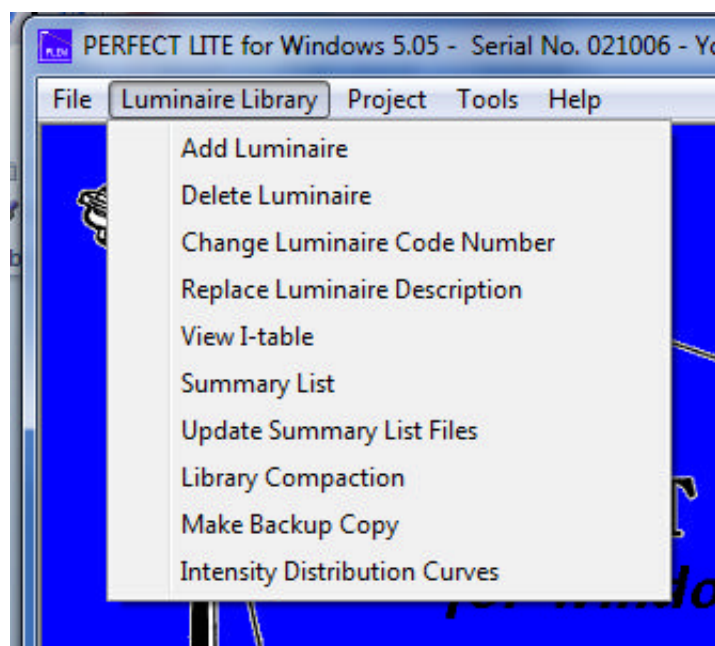 PERFECT LITE for Windows 5.05 - Serial No. 021006 -
File Luminaire Library Project Tools Help
Add Luminaire
Delete Luminaire
Change Luminaire Code Number
Replace Luminaire Description
View I-table
Summary List
Update Summary List Files
Library Compaction
Make Backup Copy
Intensity Distribution Curves